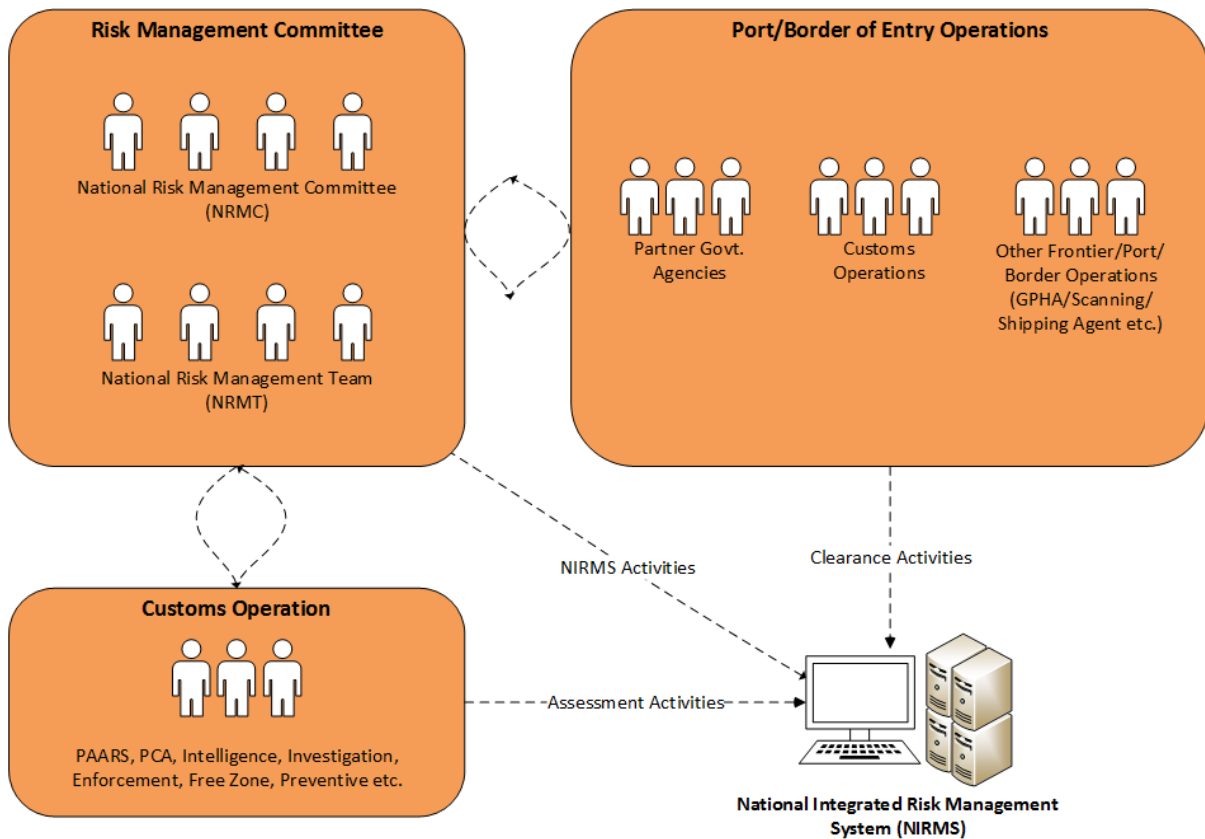 Risk Management Committee
National Risk Management Committee
(NRMC)
National Risk Management Team
(NRMT)
Port/Border of Entry Operations
Partner Govt.
Agencies
Customs
Operations
Other Frontier/Port/
Border Operations
(GPHA/Scanning/
Shipping Agent etc.)
NIRMS Activities
Clearance Activities
Customs Operation
PAARS, PCA, Intelligence, Investigation,
Enforcement, Free Zone, Preventive etc.
Assessment Activities
National Integrated Risk Management
System (NIRMS)